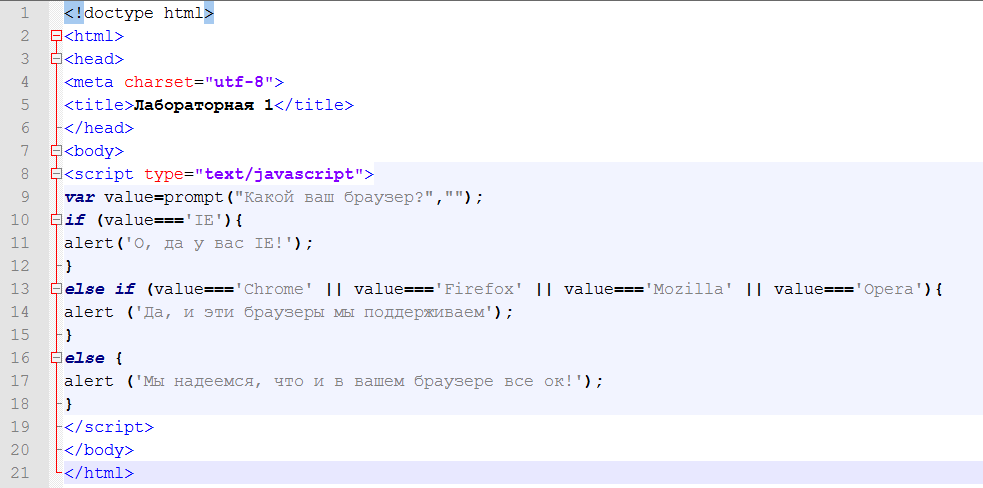 1 <!doctype html>
2 <html>
3 <head>
4 <meta charset="utf-8">
5 <title>Лабораторная 1</title>
6 </head>
7 <body>
8 <script type="text/javascript">
9 var value=prompt("Какой ваш браузер?","");
10 if (value==='IE'){
11 alert('О, да у вас IE!');
12 }
13 else if (value==='Chrome' || value==='Firefox' || value==='Mozilla' || value==='Opera'){
14 alert ('Да, и эти браузеры мы поддерживаем');
15 }
16 else {
17 alert ('Мы надеемся, что и в вашем браузере все ок!');
18 }
19 </script>
20 </body>
21 </html>